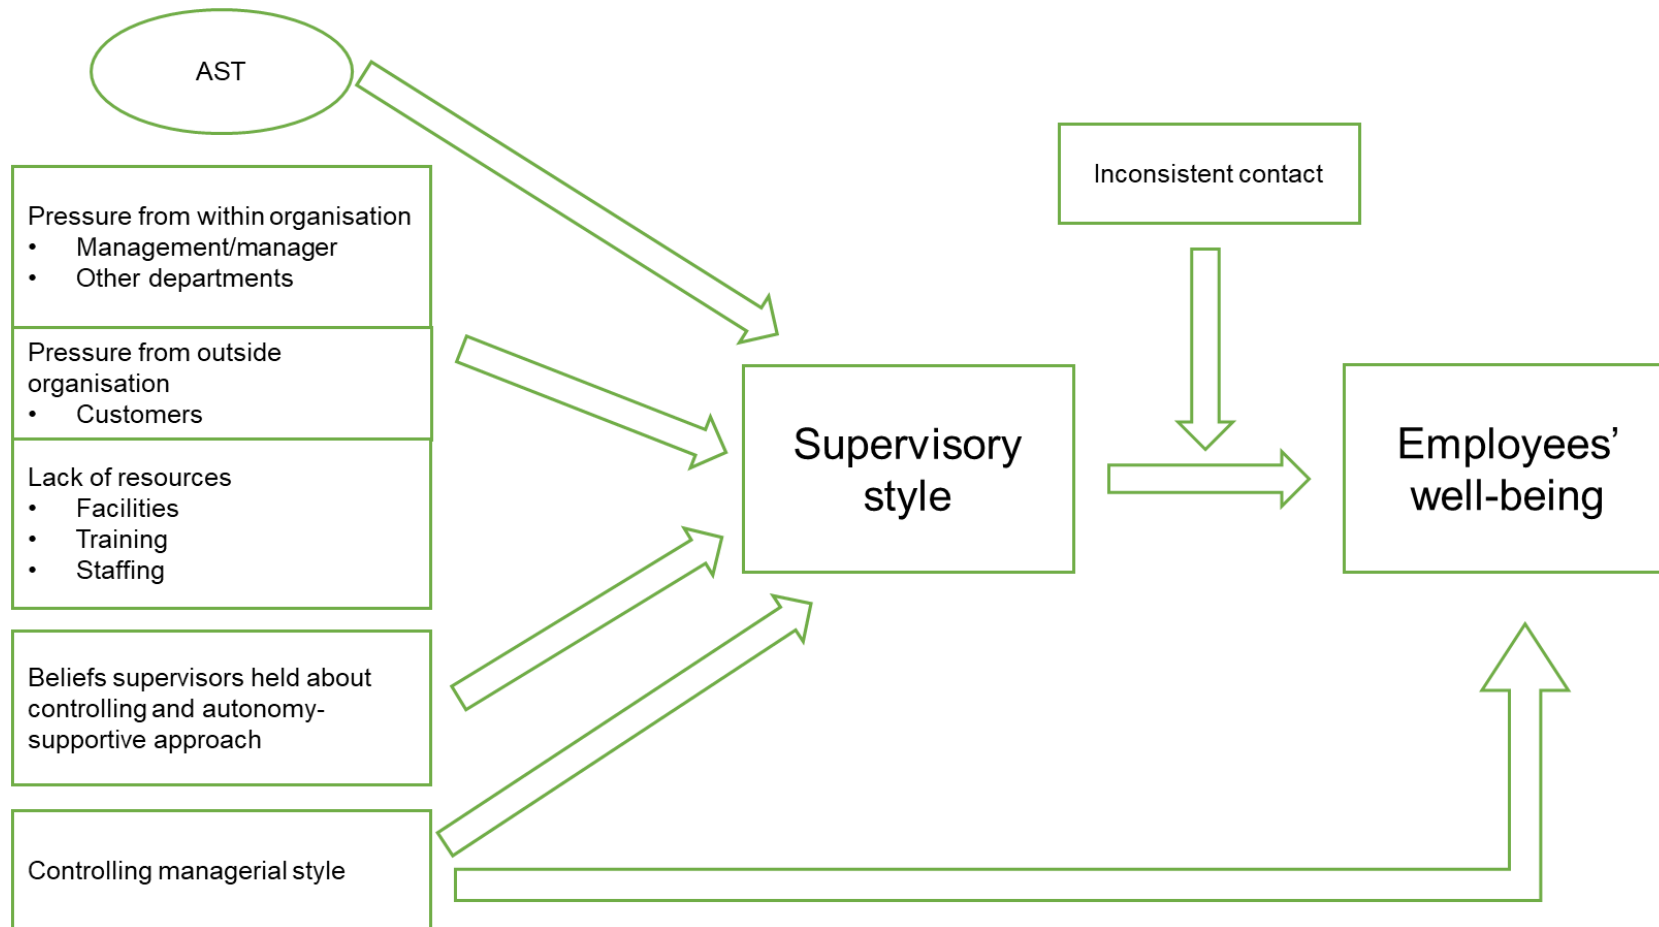 AST
Pressure from within organisation
• Management/manager
• Other departments
Pressure from outside
organisation
• Customers
Lack of resources
• Facilities
• Training
• Staffing
Beliefs supervisors held about
controlling and autonomy-
supportive approach
Controlling managerial style
Supervisory
style
Inconsistent contact
Employees’
well-being